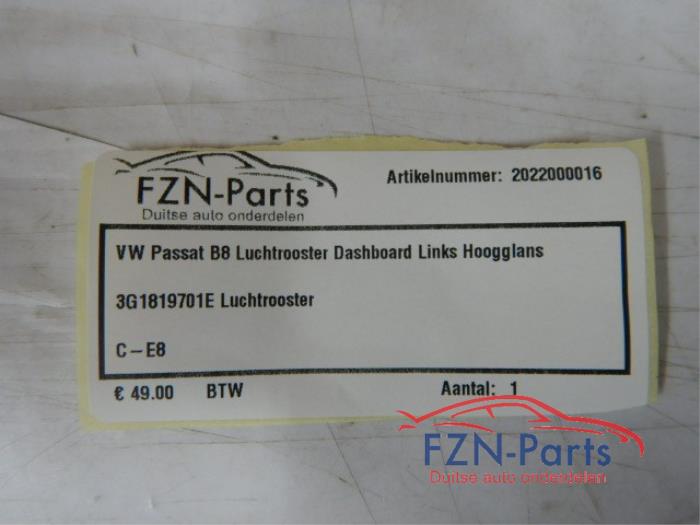 FZN-Parts
Duitse auto onderdelen
Artikelnummer: 2022000016
VW Passat B8 Luchtrooster Dashboard Links Hoogglans
3G1819701E Luchtrooster
C-E8
€ 49.00 BTW Aantal: 1
FZN-Parts
Duitse auto onderdelen